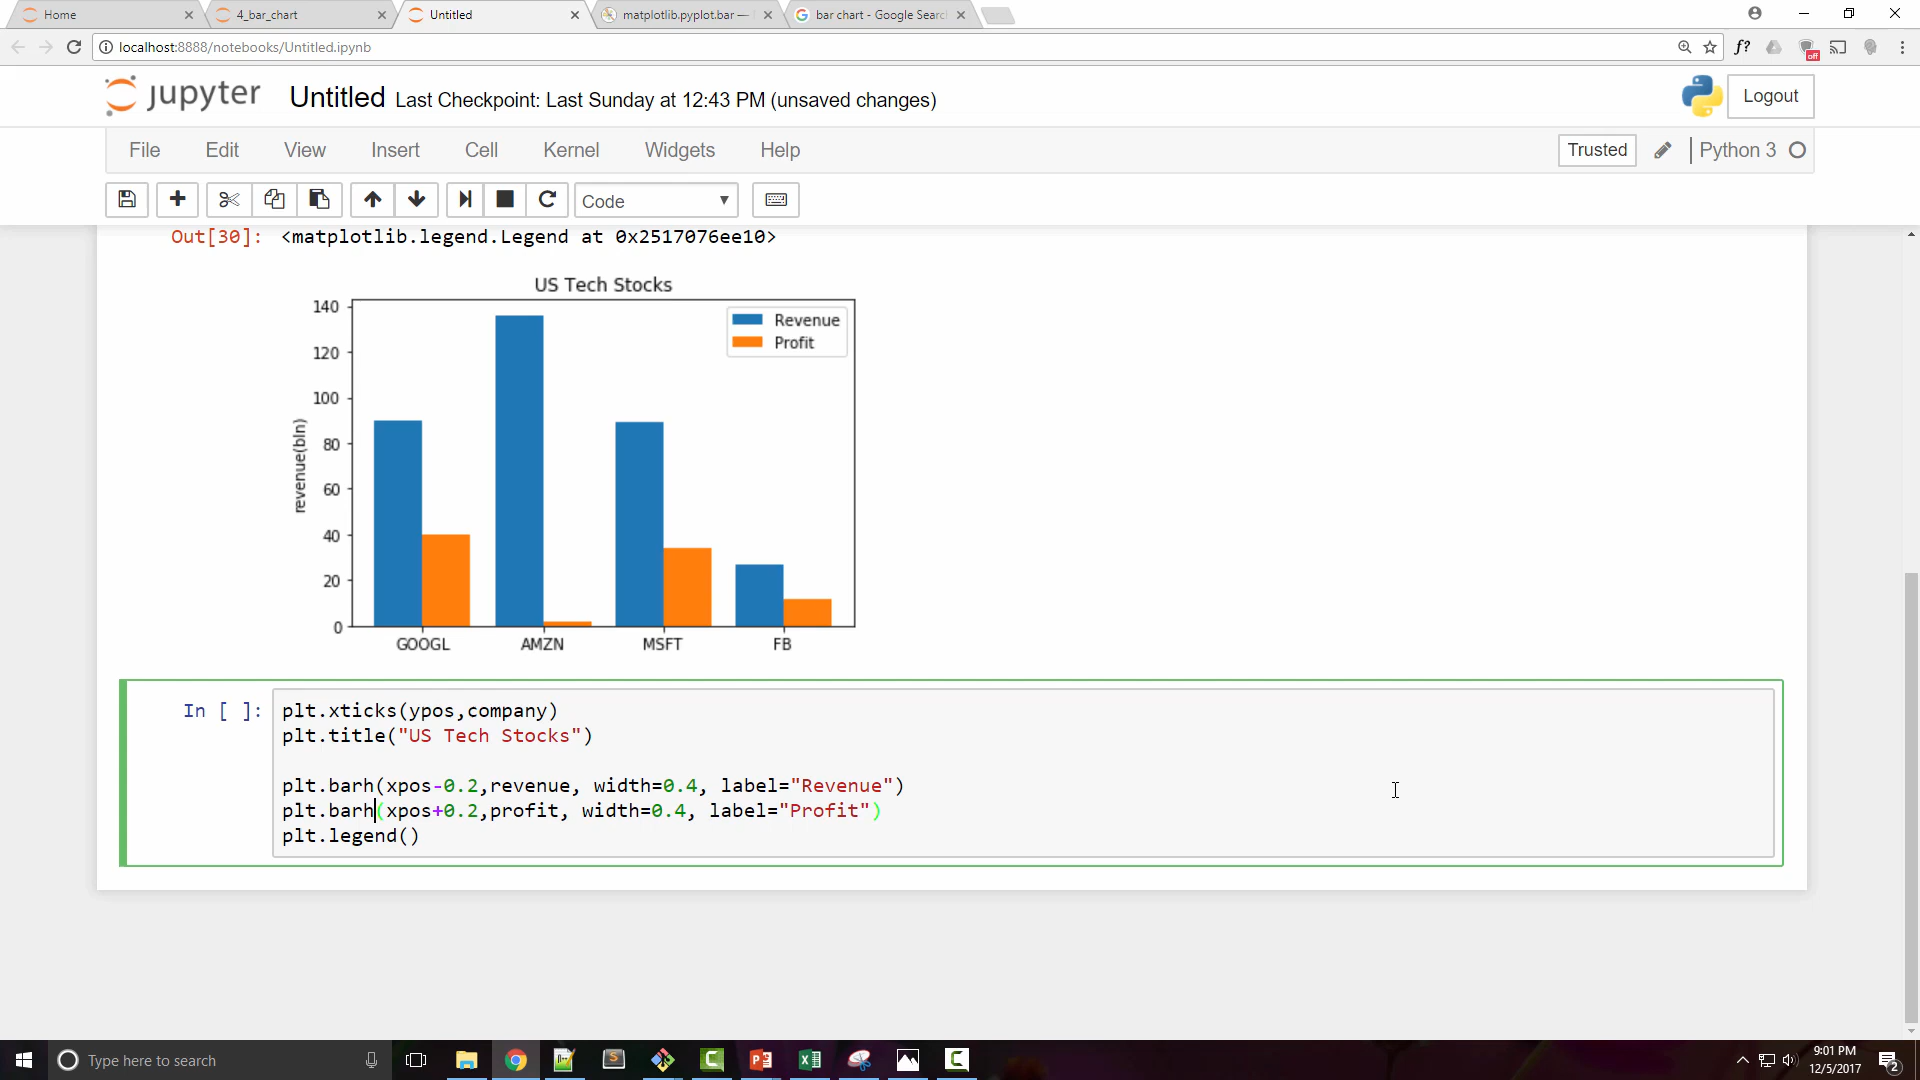 Home
4_bar_chart
Untitled
matplotlib.pyplot.bar —
bar chart - Google Searc
localhost:8888/notebooks/Untitled.ipynb
f?
off
jupyter Untitled Last Checkpoint: Last Sunday at 12:43 PM (unsaved changes)
Logout
File Edit View Insert Cell Kernel Widgets Help
Trusted
Python 3
Code
Out[30]: <matplotlib.legend.Legend at 0x2517076ee10>
US Tech Stocks
Revenue
Profit
140
120
100
80
60
40
20
0
revenue(bln)
GOOGL AMZN MSFT FB
In [ ]:
plt.xticks(ypos,company)
plt.title("US Tech Stocks")
plt.barh(xpos-0.2,revenue, width=0.4, label="Revenue")
plt.barh(xpos+0.2,profit, width=0.4, label="Profit")
plt.legend()
Type here to search
9:01 PM
12/5/2017
2